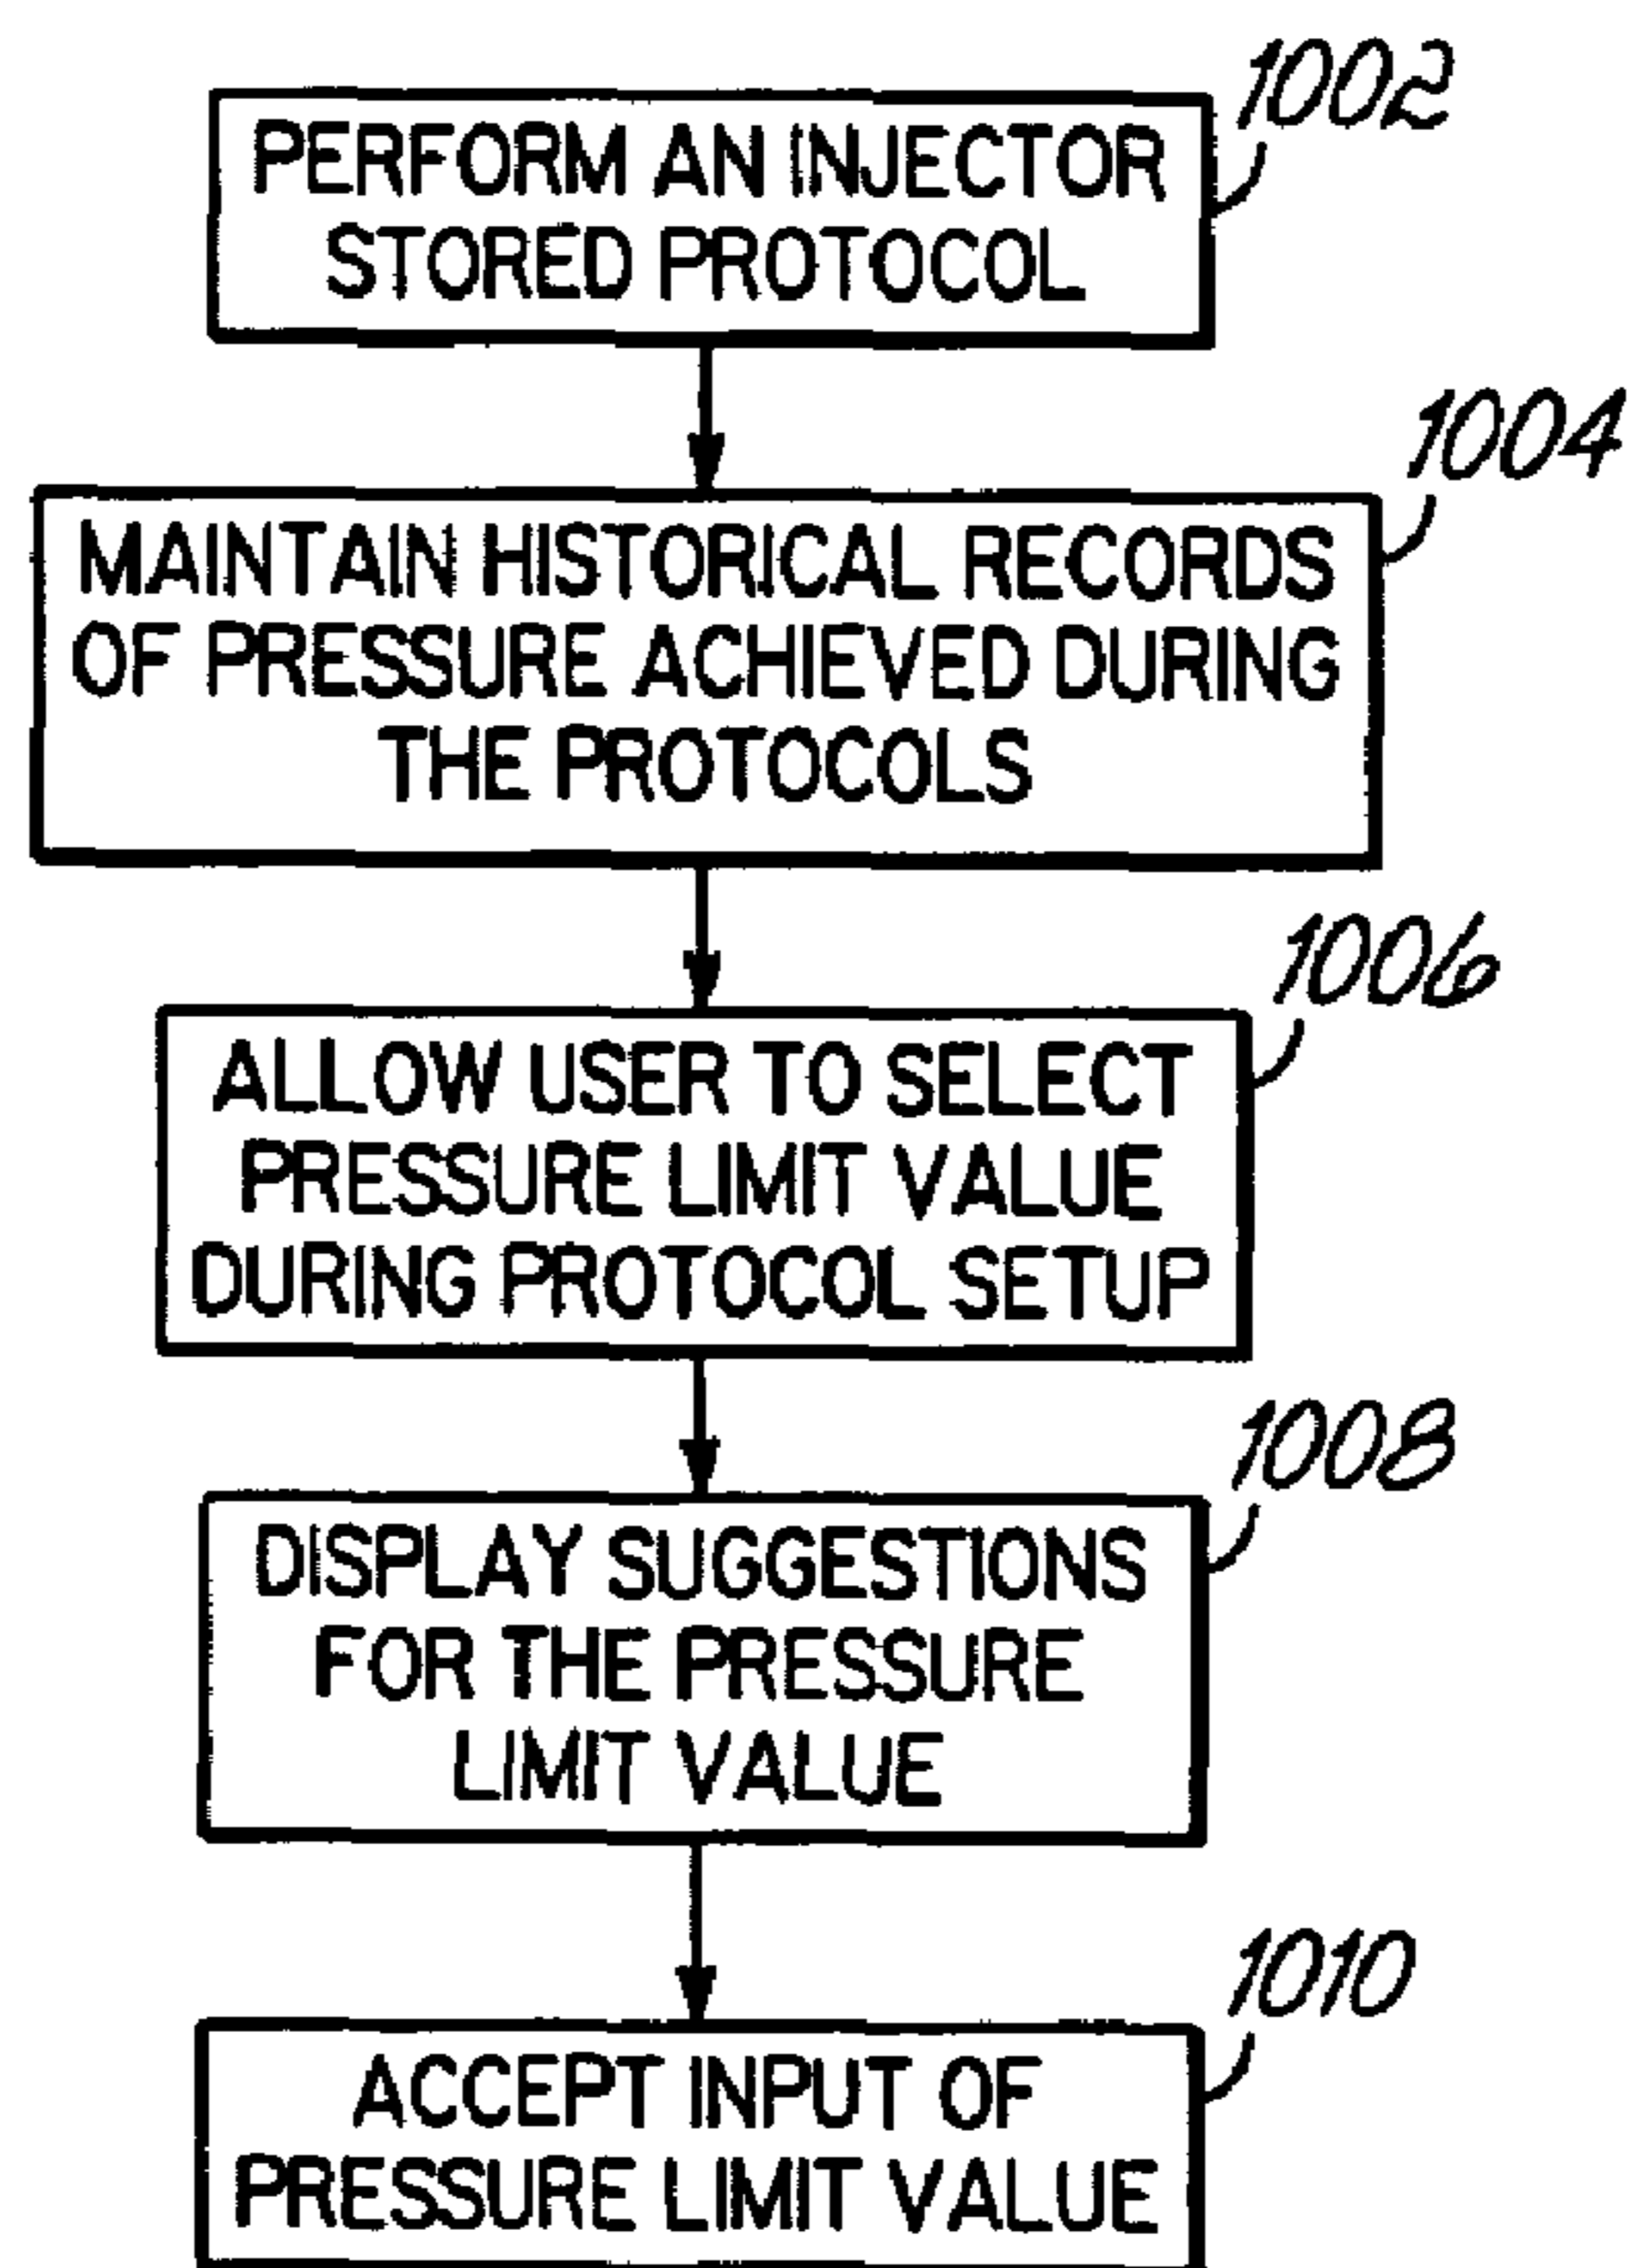 1002
PERFORM AN INJECTOR
STORED PROTOCOL
1004
MAINTAIN HISTORICAL RECORDS
OF PRESSURE ACHIEVED DURING
THE PROTOCOLS
1006
ALLOW USER TO SELECT
PRESSURE LIMIT VALUE
DURING PROTOCOL SETUP
1008
DISPLAY SUGGESTIONS
FOR THE PRESSURE
LIMIT VALUE
1010
ACCEPT INPUT OF
PRESSURE LIMIT VALUE